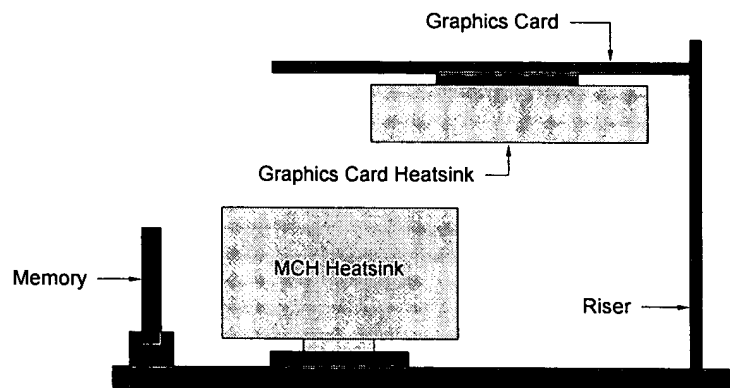 Graphics Card
Graphics Card Heatsink
MCH Heatsink
Memory
Riser